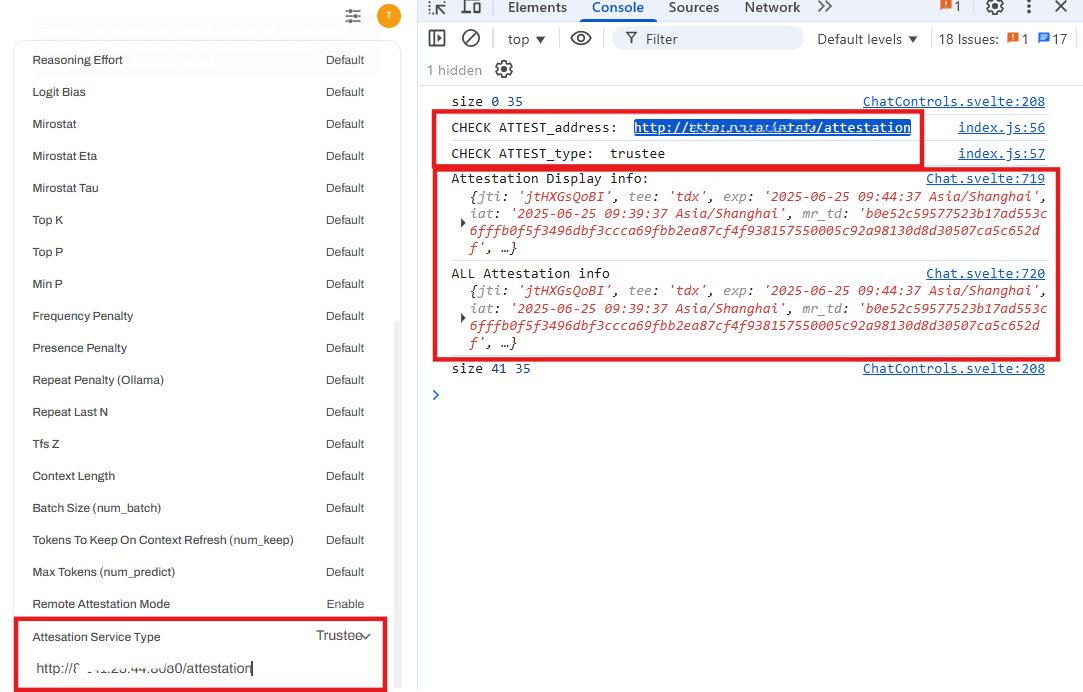 T
Reasoning Effort Default
Logit Bias Default
Mirostat Default
Mirostat Eta Default
Mirostat Tau Default
Top K Default
Top P Default
Min P Default
Frequency Penalty Default
Presence Penalty Default
Repeat Penalty (Ollama) Default
Repeat Last N Default
Tfs Z Default
Context Length Default
Batch Size (num_batch) Default
Tokens To Keep On Context Refresh (num_keep) Default
Max Tokens (num_predict) Default
Remote Attestation Mode Enable
Attesation Service Type Trustee
http:// /attestation
Elements Console Sources Network 1
top Filter Default levels 18 Issues: 1 17
1 hidden
size 0 35 ChatControls.svelte:208
CHECK ATTEST_address: http:// /attestation index.js:56
CHECK ATTEST_type: trustee index.js:57
Attestation Display info: Chat.svelte:719
{jti: 'jtHXGsQoBI', tee: 'tdx', exp: '2025-06-25 09:44:37 Asia/Shanghai',
iat: '2025-06-25 09:39:37 Asia/Shanghai', mr_td: 'b0e52c59577523b17ad553c
6fffb0f5f3496dbf3ccca69fbb2ea87cf4f938157550005c92a98130d8d30507ca5c652d
f', …}
ALL Attestation info Chat.svelte:720
{jti: 'jtHXGsQoBI', tee: 'tdx', exp: '2025-06-25 09:44:37 Asia/Shanghai',
iat: '2025-06-25 09:39:37 Asia/Shanghai', mr_td: 'b0e52c59577523b17ad553c
6fffb0f5f3496dbf3ccca69fbb2ea87cf4f938157550005c92a98130d8d30507ca5c652d
f', …}
size 41 35 ChatControls.svelte:208